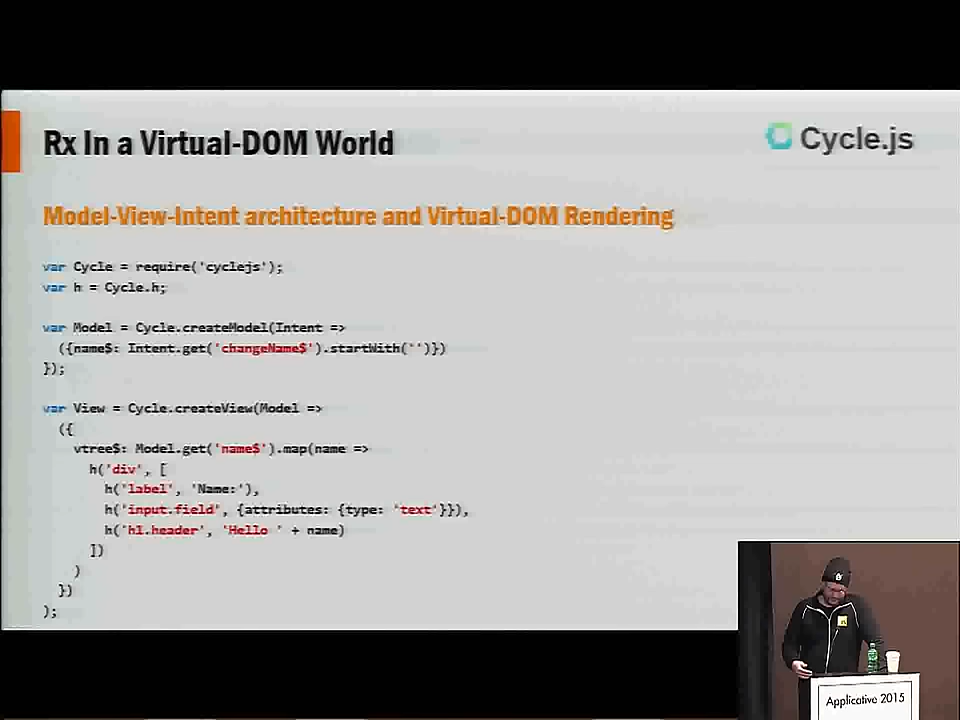 Rx In a Virtual-DOM World
Cycle.js
Model-View-Intent architecture and Virtual-DOM Rendering
var Cycle = require('cyclejs');
var h = Cycle.h;
var Model = Cycle.createModel(Intent =>
({name$: Intent.get('changeName$').startWith('')})
});
var View = Cycle.createView(Model =>
({
vtree$: Model.get('name$').map(name =>
h('div', [
h('label', 'Name:'),
h('input.field', {attributes: {type: 'text'}}),
h('h1.header', 'Hello ' + name)
])
)
})
);
Applicative 2015